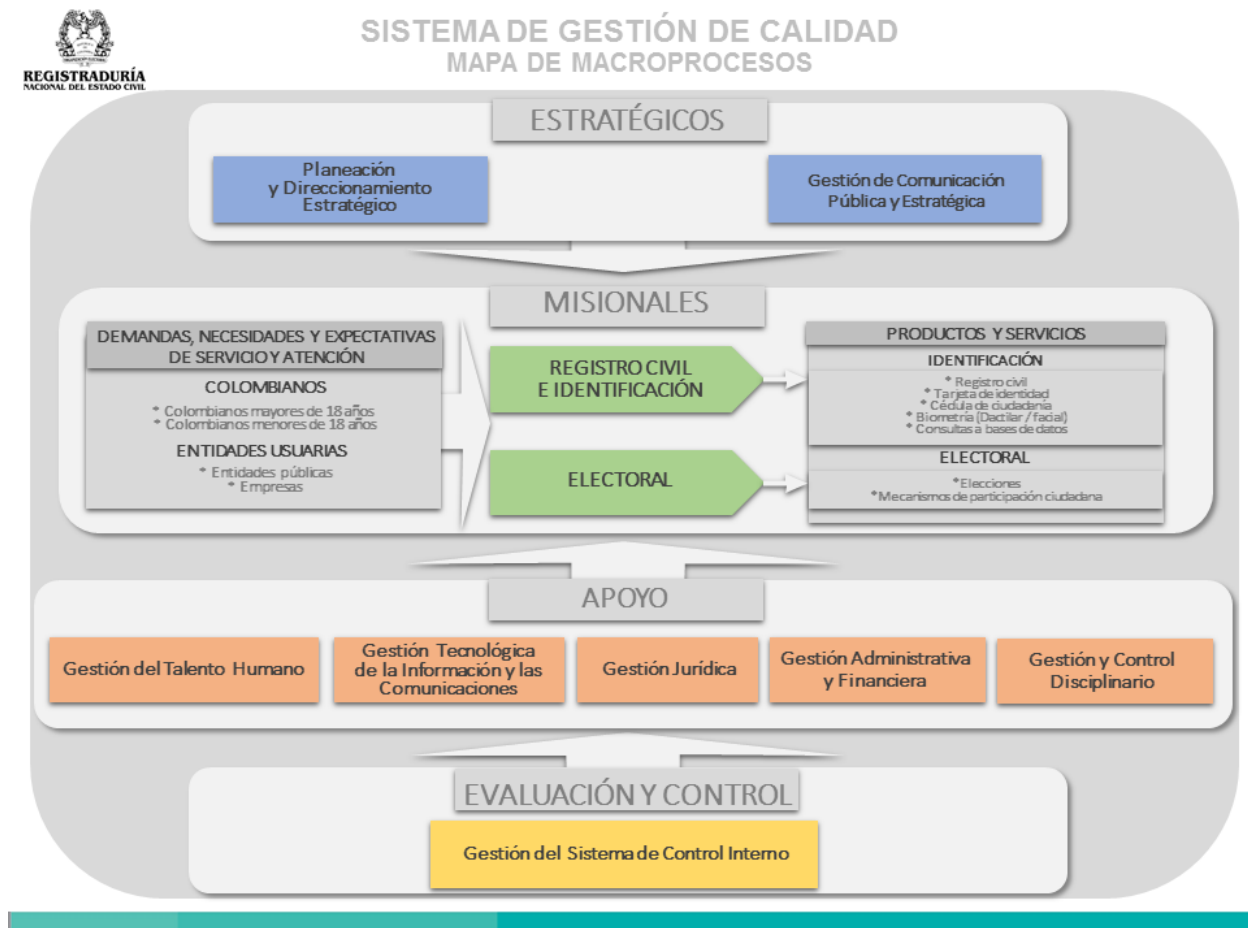 SISTEMA DE GESTIÓN DE CALIDAD
MAPA DE MACROPROCESOS
REGISTRADURÍA
NACIONAL DEL ESTADO CIVIL
ESTRATÉGICOS
Planeación
y Direccionamiento
Estratégico
Gestión de Comunicación
Pública y Estratégica
MISIONALES
DEMANDAS, NECESIDADES Y EXPECTATIVAS
DE SERVICIO Y ATENCIÓN
COLOMBIANOS
* Colombianos mayores de 18 años
* Colombianos menores de 18 años
ENTIDADES USUARIAS
* Entidades públicas
* Empresas
REGISTRO CIVIL
E IDENTIFICACIÓN
ELECTORAL
PRODUCTOS Y SERVICIOS
IDENTIFICACIÓN
* Registro civil
* Tarjeta de identidad
* Cédula de ciudadanía
* Biometría (Dactilar / facial)
* Consultas a bases de datos
ELECTORAL
*Elecciones
*Mecanismos de participación ciudadana
APOYO
Gestión del Talento Humano
Gestión Tecnológica
de la Información y las
Comunicaciones
Gestión Jurídica
Gestión Administrativa
y Financiera
Gestión y Control
Disciplinario
EVALUACIÓN Y CONTROL
Gestión del Sistema de Control Interno